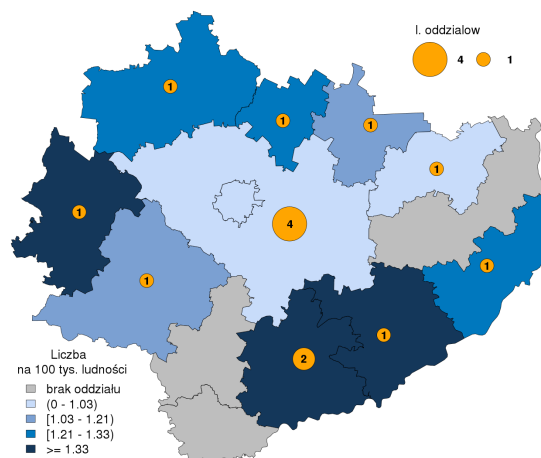 l. oddzialow
4 1
1
1
1
1
1
4
1
1
1
2
Liczba
na 100 tys. ludności
brak oddziału
(0 - 1.03)
[1.03 - 1.21)
[1.21 - 1.33)
>= 1.33